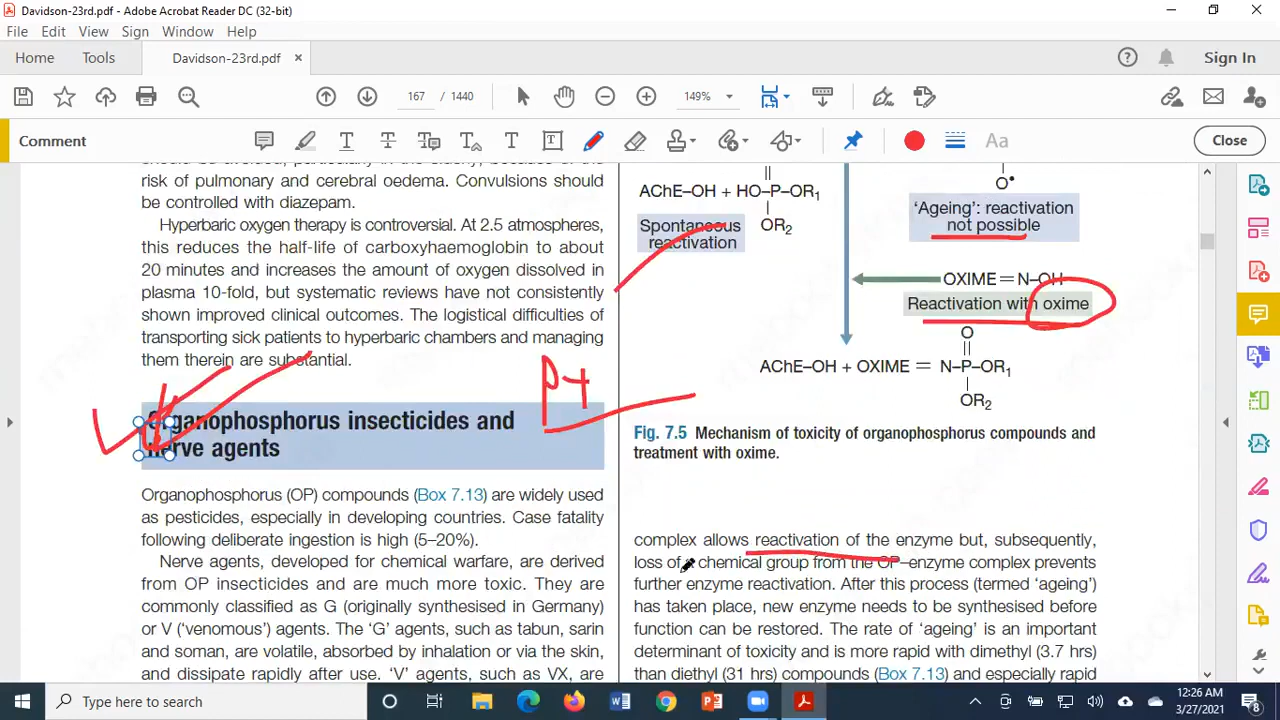 Davidson-23rd.pdf - Adobe Acrobat Reader DC (32-bit)
File Edit View Sign Window Help
Home Tools Davidson-23rd.pdf × Sign In
167 / 1440 149%
Comment Close
risk of pulmonary and cerebral oedema. Convulsions should
be controlled with diazepam.
Hyperbaric oxygen therapy is controversial. At 2.5 atmospheres,
this reduces the half-life of carboxyhaemoglobin to about
20 minutes and increases the amount of oxygen dissolved in
plasma 10-fold, but systematic reviews have not consistently
shown improved clinical outcomes. The logistical difficulties of
transporting sick patients to hyperbaric chambers and managing
them therein are substantial.
Pt
Organophosphorus insecticides and
nerve agents
Organophosphorus (OP) compounds (Box 7.13) are widely used
as pesticides, especially in developing countries. Case fatality
following deliberate ingestion is high (5–20%).
Nerve agents, developed for chemical warfare, are derived
from OP insecticides and are much more toxic. They are
commonly classified as G (originally synthesised in Germany)
or V (‘venomous’) agents. The ‘G’ agents, such as tabun, sarin
and soman, are volatile, absorbed by inhalation or via the skin,
and dissipate rapidly after use. ‘V’ agents, such as VX, are
O•
AChE–OH + HO–P–OR1
OR2
Spontaneous
reactivation
‘Ageing’: reactivation
not possible
OXIME = N–OH
Reactivation with oxime
O
AChE–OH + OXIME = N–P–OR1
OR2
Fig. 7.5 Mechanism of toxicity of organophosphorus compounds and
treatment with oxime.
complex allows reactivation of the enzyme but, subsequently,
loss of a chemical group from the OP–enzyme complex prevents
further enzyme reactivation. After this process (termed ‘ageing’)
has taken place, new enzyme needs to be synthesised before
function can be restored. The rate of ‘ageing’ is an important
determinant of toxicity and is more rapid with dimethyl (3.7 hrs)
than diethyl (31 hrs) compounds (Box 7.13) and especially rapid
Type here to search
12:26 AM
3/27/2021
8